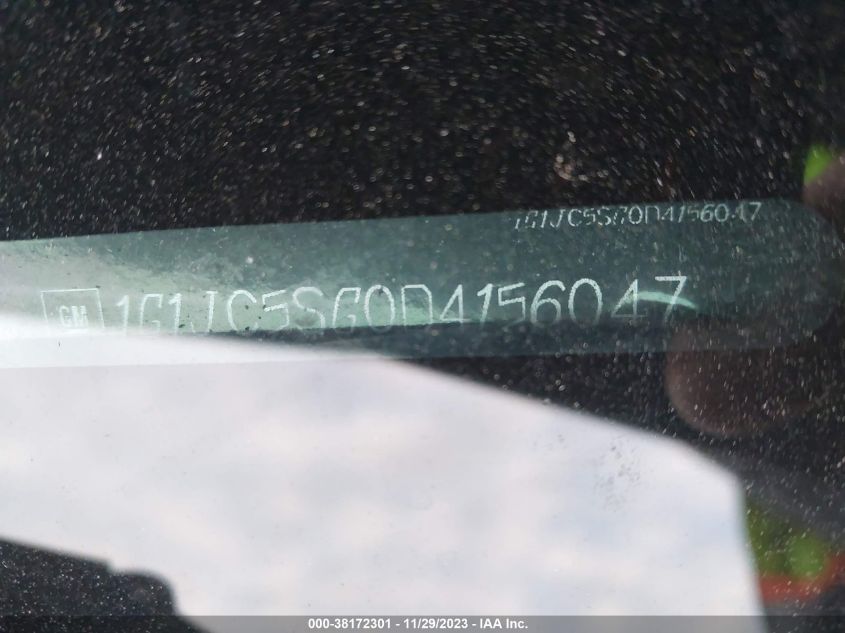 1G1JC5SG0D4156047
GM 1G1JC5SG0D4156047
000-38172301 - 11/29/2023 - IAA Inc.